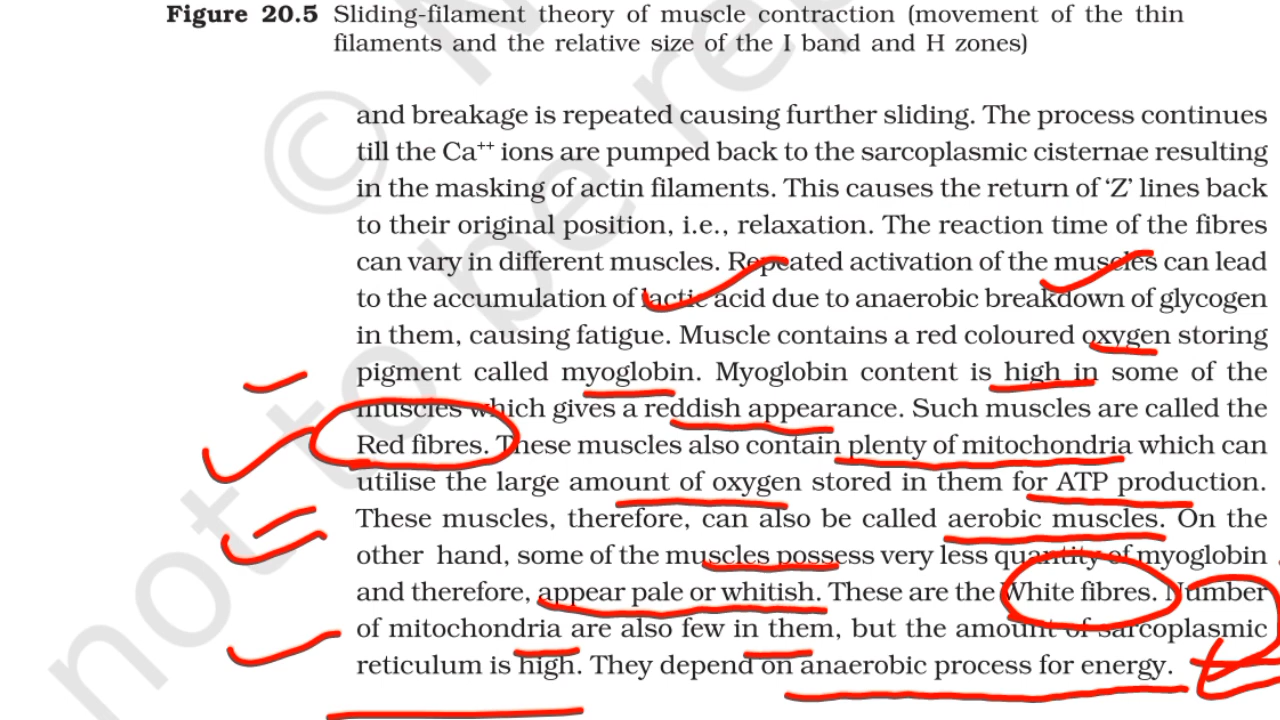 Figure 20.5 Sliding-filament theory of muscle contraction (movement of the thin
filaments and the relative size of the I band and H zones)
and breakage is repeated causing further sliding. The process continues
till the Ca⁺⁺ ions are pumped back to the sarcoplasmic cisternae resulting
in the masking of actin filaments. This causes the return of ‘Z’ lines back
to their original position, i.e., relaxation. The reaction time of the fibres
can vary in different muscles. Repeated activation of the muscles can lead
to the accumulation of lactic acid due to anaerobic breakdown of glycogen
in them, causing fatigue. Muscle contains a red coloured oxygen storing
pigment called myoglobin. Myoglobin content is high in some of the
muscles which gives a reddish appearance. Such muscles are called the
Red fibres. These muscles also contain plenty of mitochondria which can
utilise the large amount of oxygen stored in them for ATP production.
These muscles, therefore, can also be called aerobic muscles. On the
other hand, some of the muscles possess very less quantity of myoglobin
and therefore, appear pale or whitish. These are the White fibres. Number
of mitochondria are also few in them, but the amount of sarcoplasmic
reticulum is high. They depend on anaerobic process for energy.
© N
not to be rep